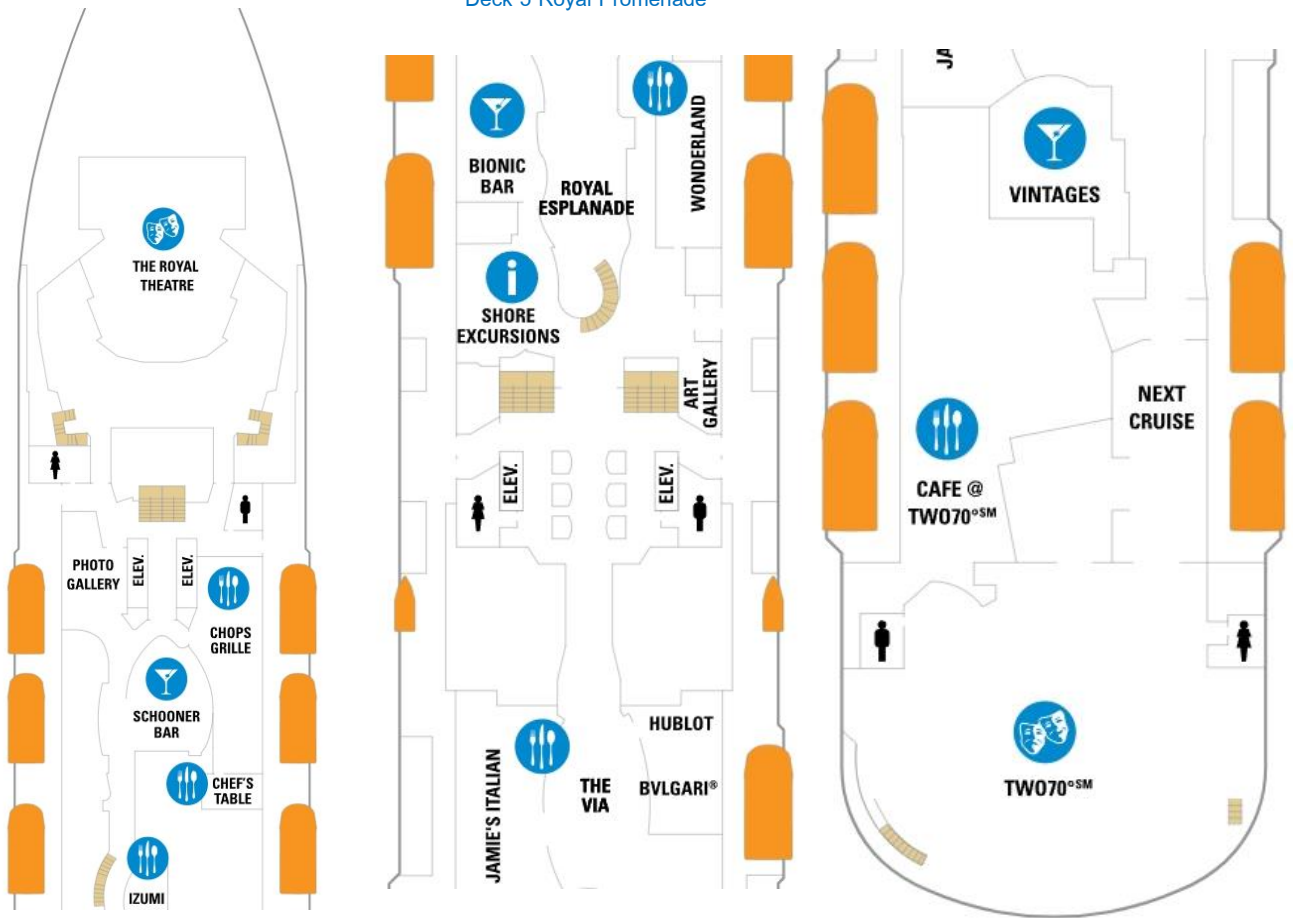 Deck 5 Royal Promenade
THE ROYAL
THEATRE
PHOTO
GALLERY
ELEV.
ELEV.
CHOPS
GRILLE
SCHOONER
BAR
CHEF'S
TABLE
IZUMI
BIONIC
BAR
ROYAL
ESPLANADE
WONDERLAND
i
SHORE
EXCURSIONS
ART
GALLERY
ELEV.
ELEV.
HUBLOT
JAMIE'S ITALIAN
THE
VIA
BVLGARI®
JA
VINTAGES
NEXT
CRUISE
CAFE @
TWO70°SM
TWO70°SM